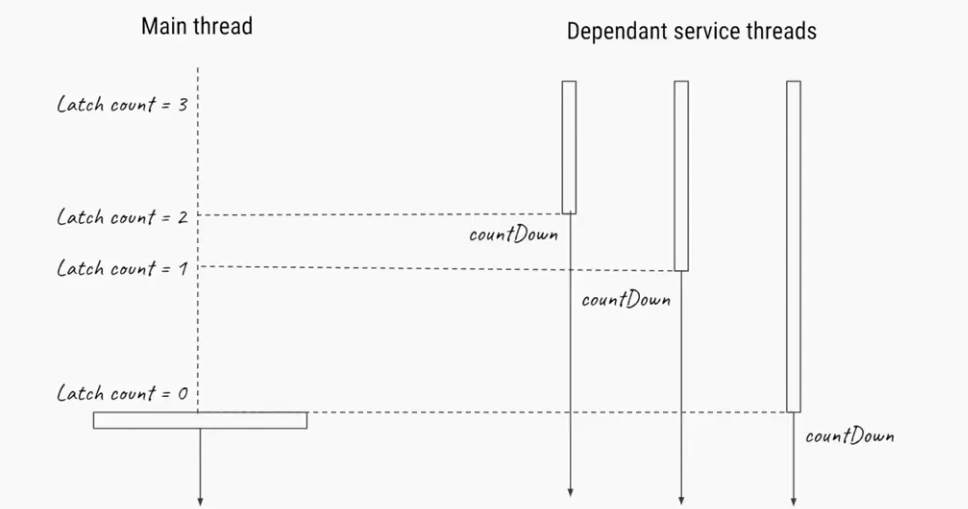 Main thread
Dependant service threads
Latch count = 3
Latch count = 2
countDown
Latch count = 1
countDown
Latch count = 0
countDown